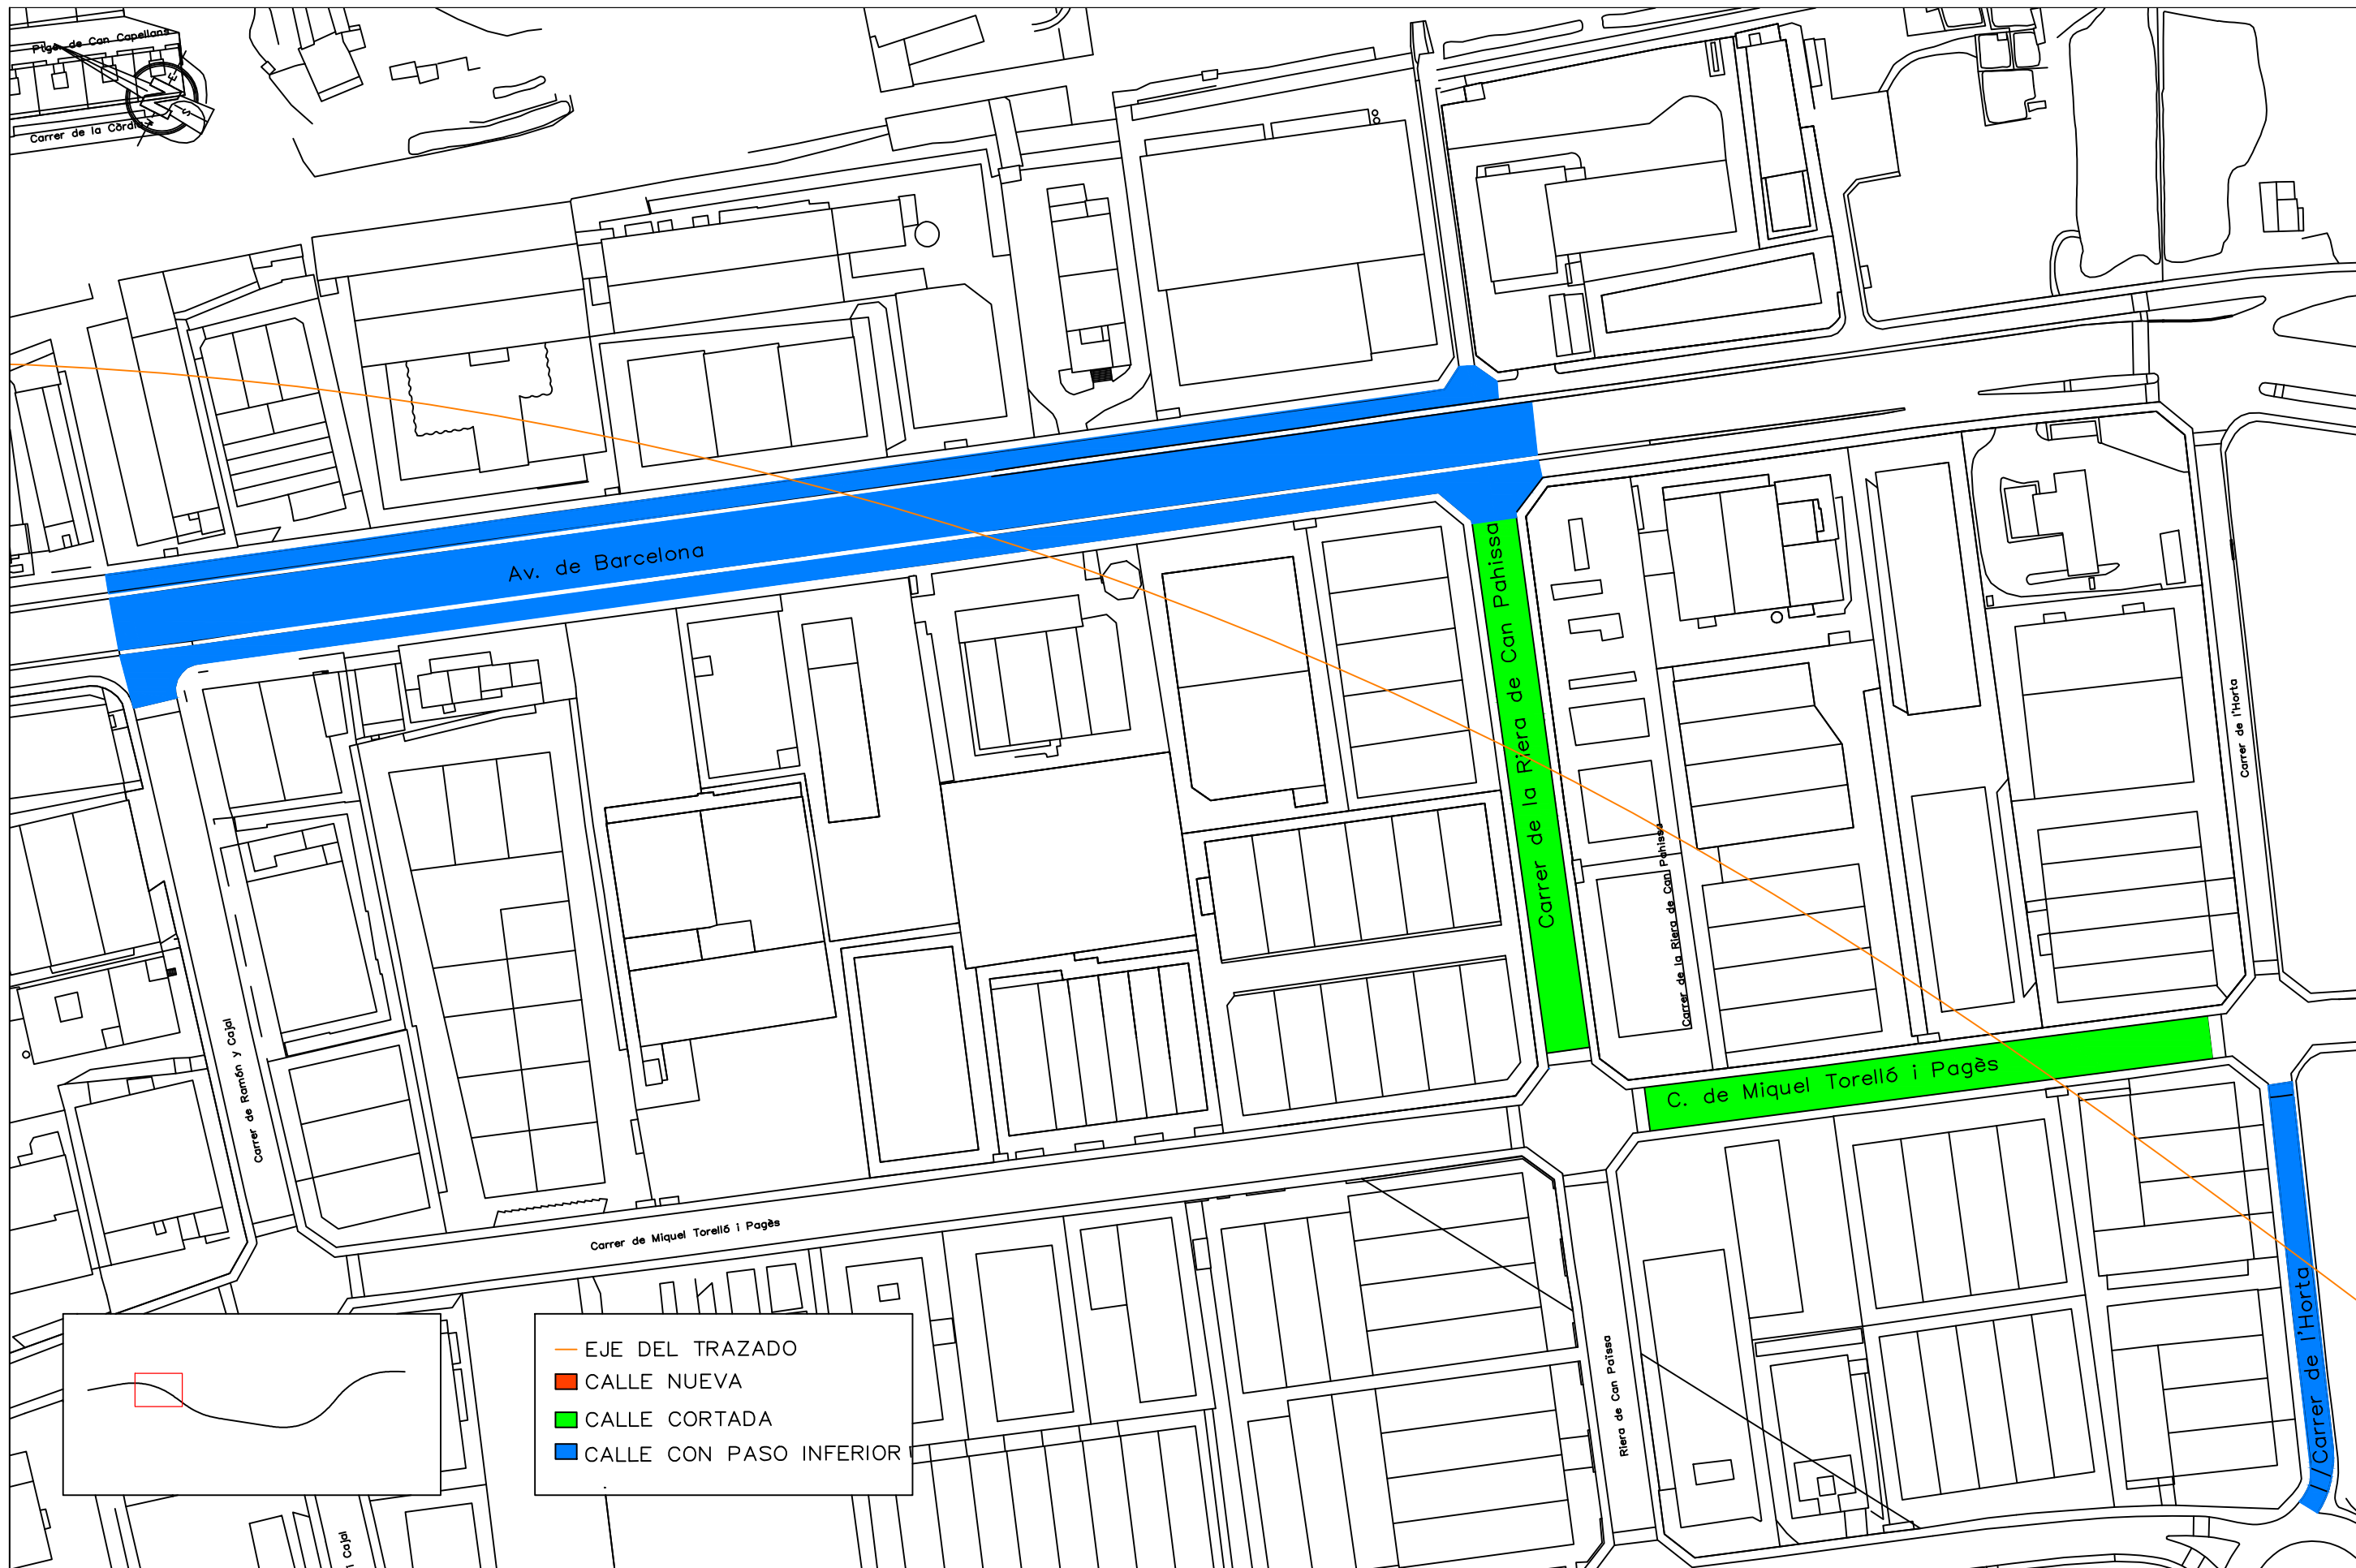 Ptge. de Can Capellans
Carrer de la Còrdia
E
S
Av. de Barcelona
Carrer de la Riera de Can Pahissa
Carrer de la Riera de Can Pahissa
Carrer de l'Horta
C. de Miquel Torelló i Pagès
Carrer de Ramón y Cajal
Carrer de Miquel Torelló i Pagès
Riera de Can Païssa
Carrer de l'Horta
Cajal
EJE DEL TRAZADO
CALLE NUEVA
CALLE CORTADA
CALLE CON PASO INFERIOR